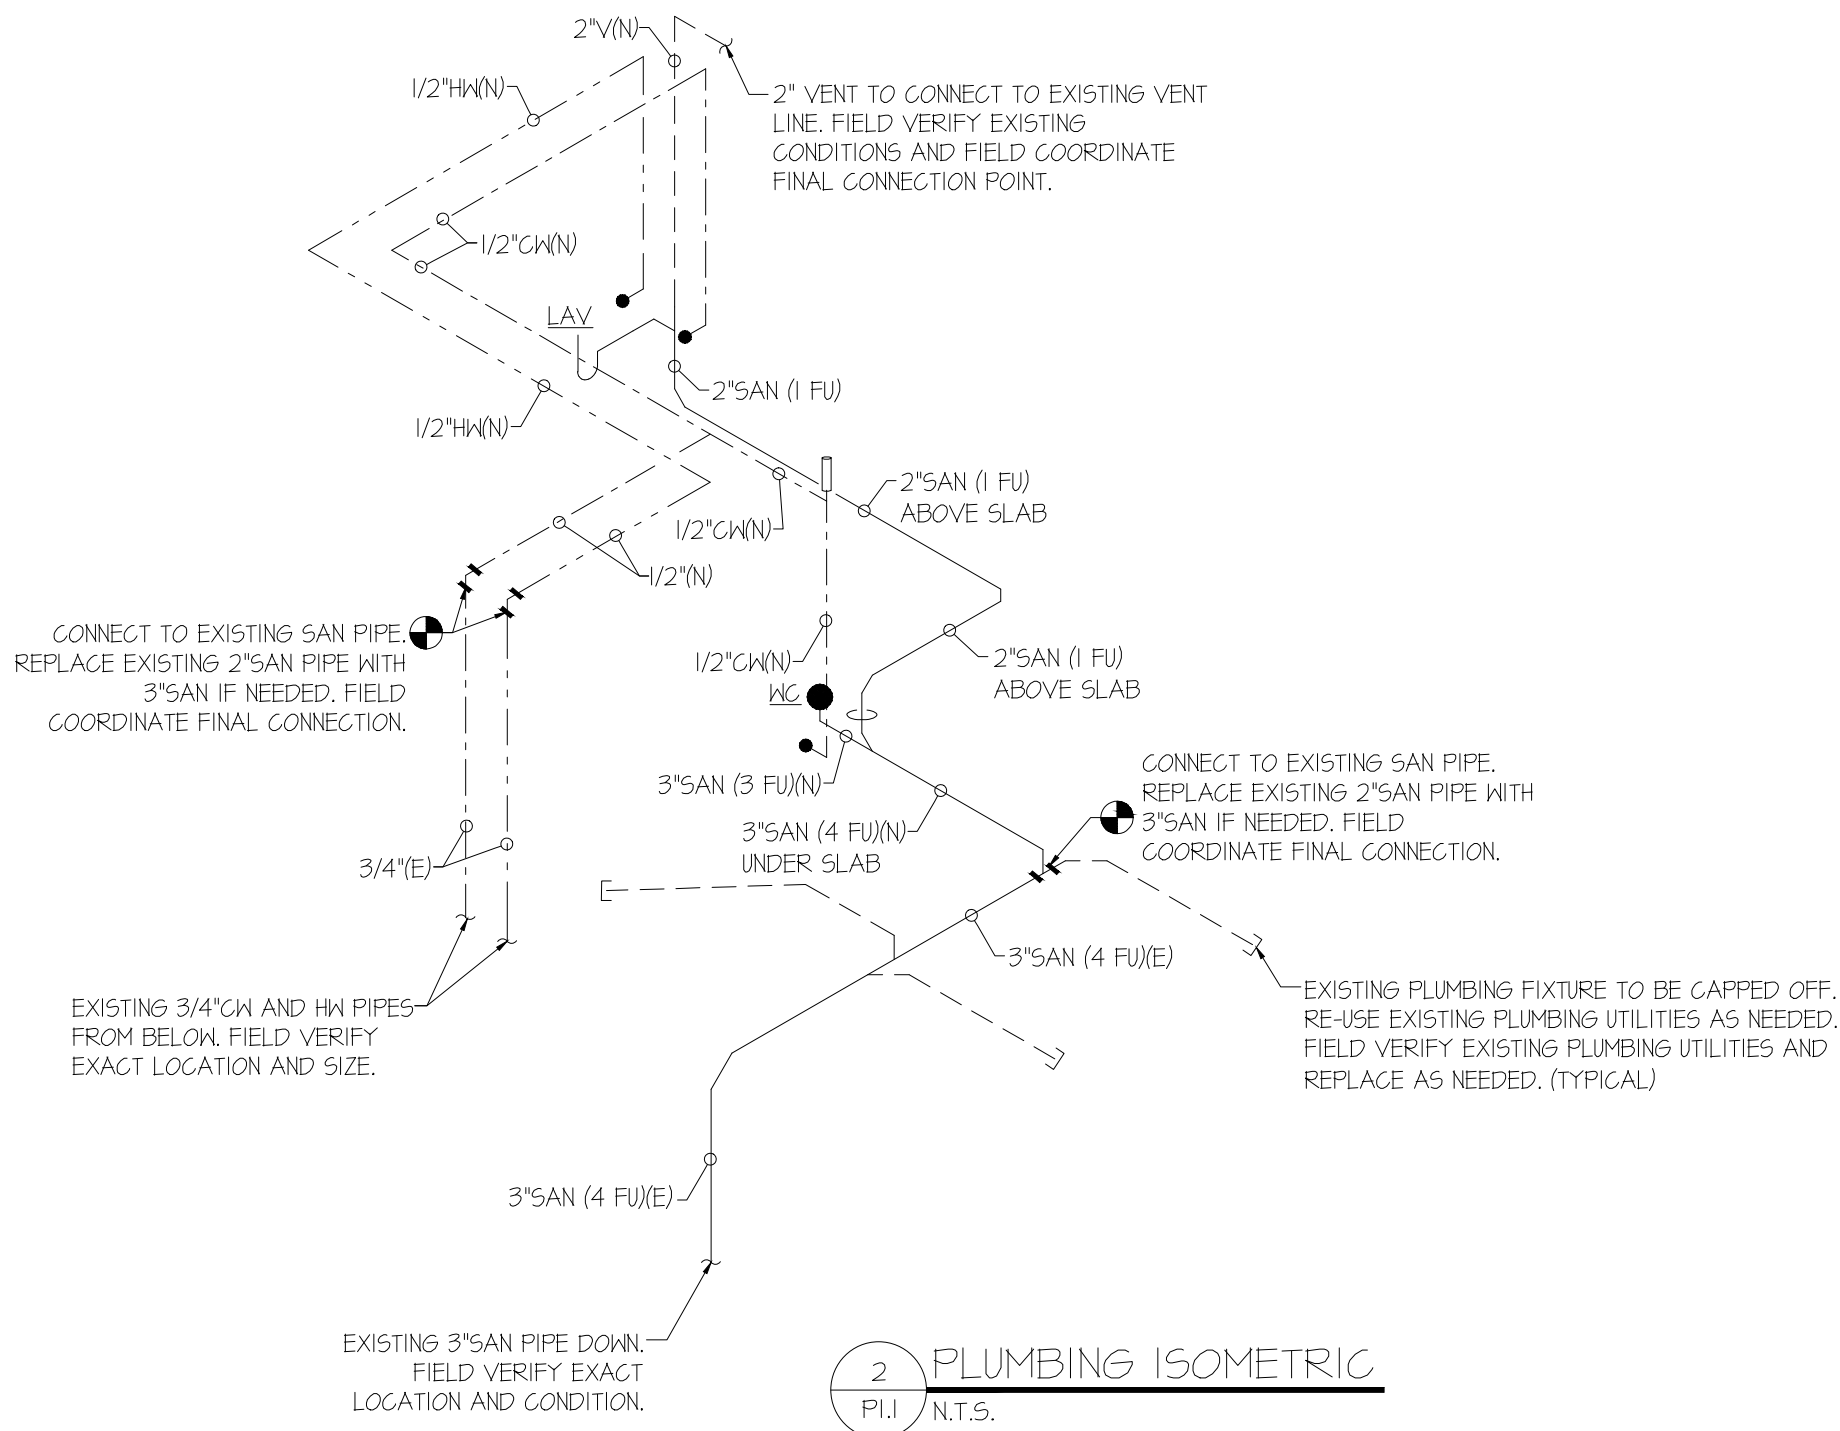 2"V(N)
1/2"HW(N)
2" VENT TO CONNECT TO EXISTING VENT
LINE. FIELD VERIFY EXISTING
CONDITIONS AND FIELD COORDINATE
FINAL CONNECTION POINT.
1/2"CW(N)
LAV
2"SAN (1 FU)
1/2"HW(N)
2"SAN (1 FU)
ABOVE SLAB
1/2"CW(N)
1/2"(N)
CONNECT TO EXISTING SAN PIPE.
REPLACE EXISTING 2"SAN PIPE WITH
3"SAN IF NEEDED. FIELD
COORDINATE FINAL CONNECTION.
1/2"CW(N)
2"SAN (1 FU)
ABOVE SLAB
WC
3"SAN (3 FU)(N)
CONNECT TO EXISTING SAN PIPE.
REPLACE EXISTING 2"SAN PIPE WITH
3"SAN IF NEEDED. FIELD
COORDINATE FINAL CONNECTION.
3"SAN (4 FU)(N)
UNDER SLAB
3/4"(E)
3"SAN (4 FU)(E)
EXISTING 3/4"CW AND HW PIPES
FROM BELOW. FIELD VERIFY
EXACT LOCATION AND SIZE.
EXISTING PLUMBING FIXTURE TO BE CAPPED OFF.
RE-USE EXISTING PLUMBING UTILITIES AS NEEDED.
FIELD VERIFY EXISTING PLUMBING UTILITIES AND
REPLACE AS NEEDED. (TYPICAL)
3"SAN (4 FU)(E)
EXISTING 3"SAN PIPE DOWN.
FIELD VERIFY EXACT
LOCATION AND CONDITION.
2
P1.1
PLUMBING ISOMETRIC
N.T.S.